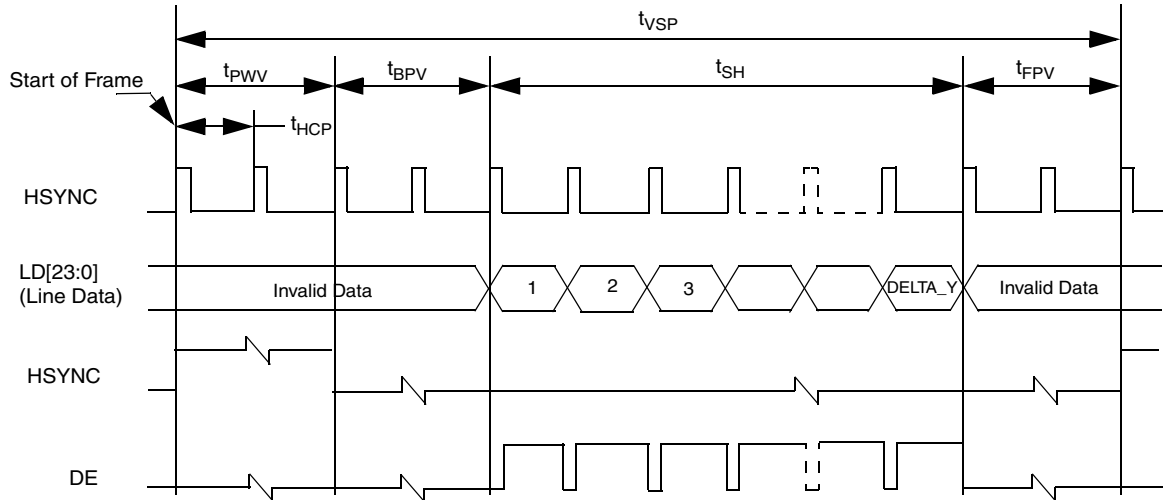 tVSP
Start of Frame
tPWV
tBPV
tSH
tFPV
tHCP
HSYNC
LD[23:0]
(Line Data)
Invalid Data
1
2
3
DELTA_Y
Invalid Data
HSYNC
DE